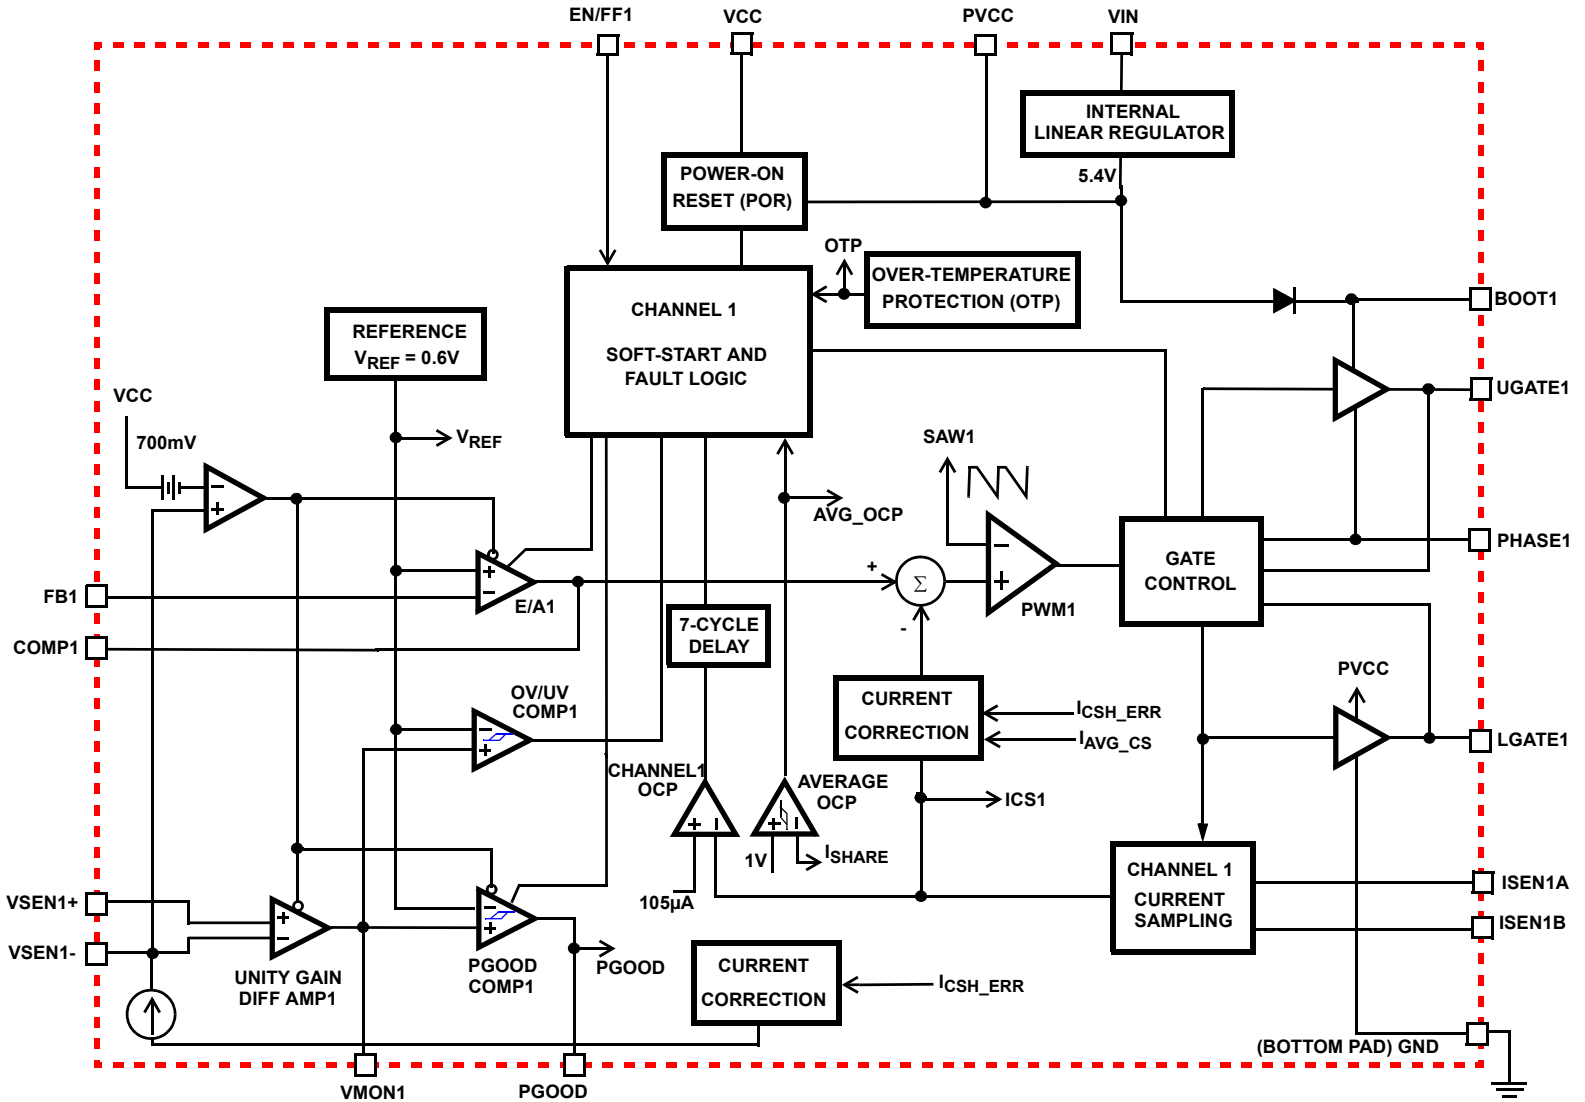 EN/FF1
VCC
PVCC
VIN
INTERNAL
LINEAR REGULATOR
5.4V
POWER-ON
RESET (POR)
OTP
OVER-TEMPERATURE
PROTECTION (OTP)
CHANNEL 1
SOFT-START AND
FAULT LOGIC
BOOT1
REFERENCE
VREF = 0.6V
VCC
700mV
VREF
UGATE1
SAW1
AVG_OCP
−
+
+
−
E/A1
FB1
COMP1
+
Σ
-
−
+
PWM1
GATE
CONTROL
PHASE1
7-CYCLE
DELAY
OV/UV
COMP1
−
+
CURRENT
CORRECTION
ICSH_ERR
IAVG_CS
PVCC
LGATE1
CHANNEL1
OCP
+ −
AVERAGE
OCP
+ −
ICS1
1V
ISHARE
105µA
CHANNEL 1
CURRENT
SAMPLING
ISEN1A
ISEN1B
VSEN1+
VSEN1-
+
−
UNITY GAIN
DIFF AMP1
−
+
PGOOD
COMP1
PGOOD
CURRENT
CORRECTION
ICSH_ERR
(BOTTOM PAD) GND
VMON1
PGOOD